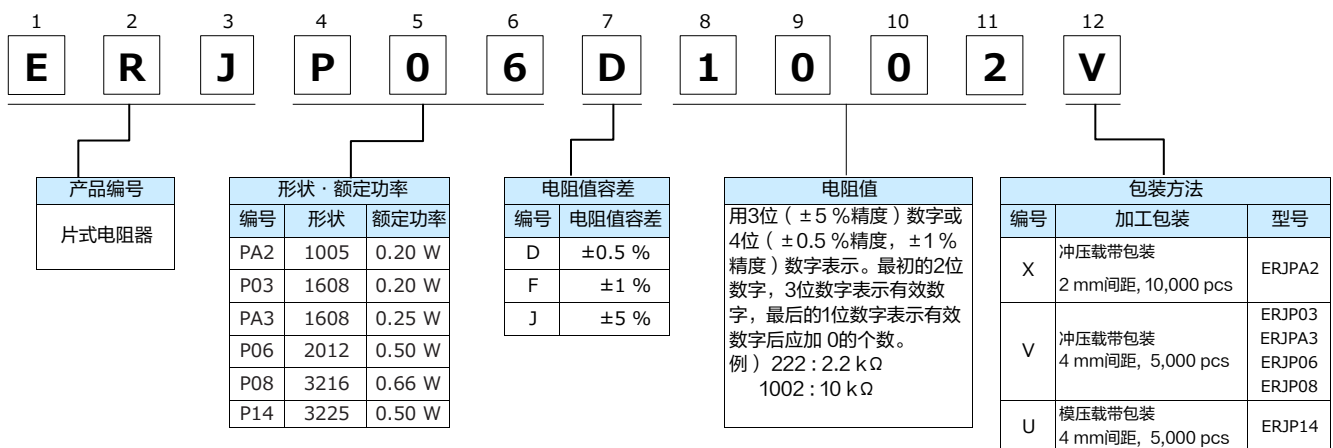 1 2 3 4 5 6 7 8 9 10 11 12
E R J P 0 6 D 1 0 0 2 V
产品编号
片式电阻器
形状·额定功率
编号 形状 额定功率
PA2 1005 0.20 W
P03 1608 0.20 W
PA3 1608 0.25 W
P06 2012 0.50 W
P08 3216 0.66 W
P14 3225 0.50 W
电阻值容差
编号 电阻值容差
D ±0.5 %
F ±1 %
J ±5 %
电阻值
用3位（±5 %精度）数字或
4位（±0.5 %精度，±1 %
精度）数字表示。最初的2位
数字，3位数字表示有效数
字，最后的1位数字表示有效
数字后应加 0的个数。
例）222 : 2.2 kΩ
1002 : 10 kΩ
包装方法
编号 加工包装 型号
X 冲压载带包装
2 mm间距, 10,000 pcs ERJPA2
V 冲压载带包装
4 mm间距, 5,000 pcs
ERJP03
ERJPA3
ERJP06
ERJP08
U 模压载带包装
4 mm间距, 5,000 pcs ERJP14